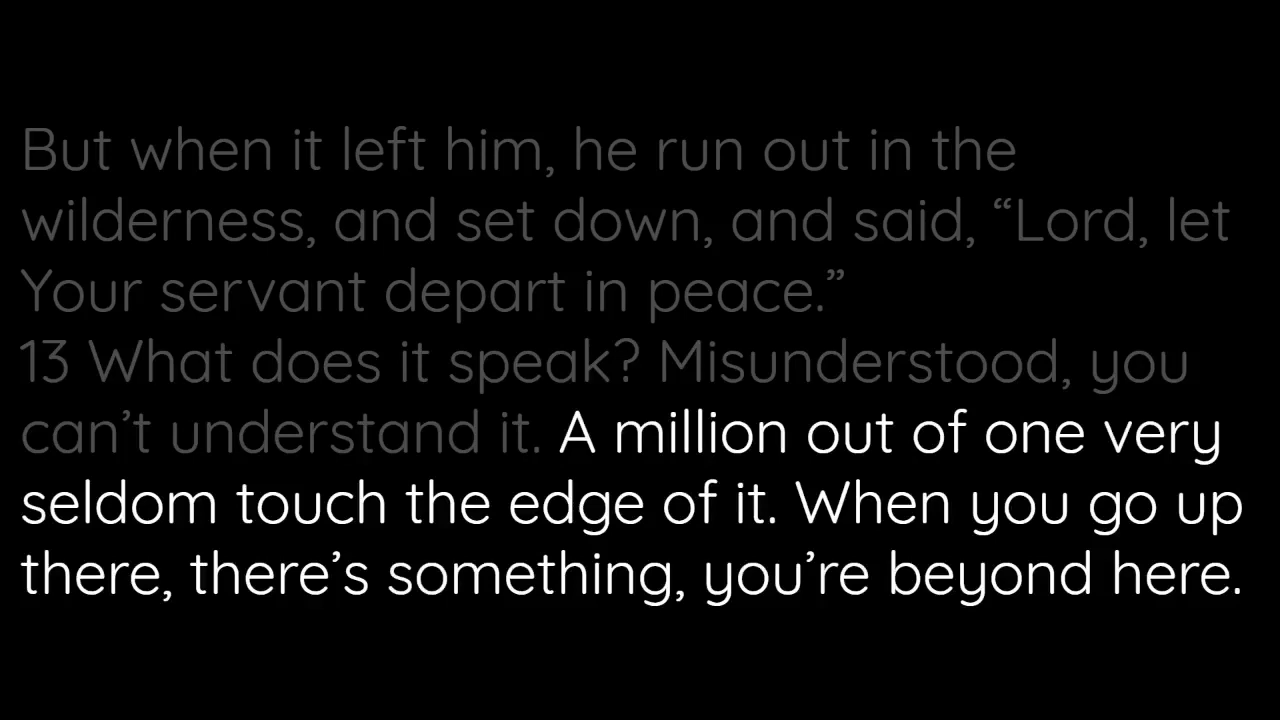 But when it left him, he run out in the
wilderness, and set down, and said, “Lord, let
Your servant depart in peace.”
13 What does it speak? Misunderstood, you
can’t understand it. A million out of one very
seldom touch the edge of it. When you go up
there, there’s something, you’re beyond here.